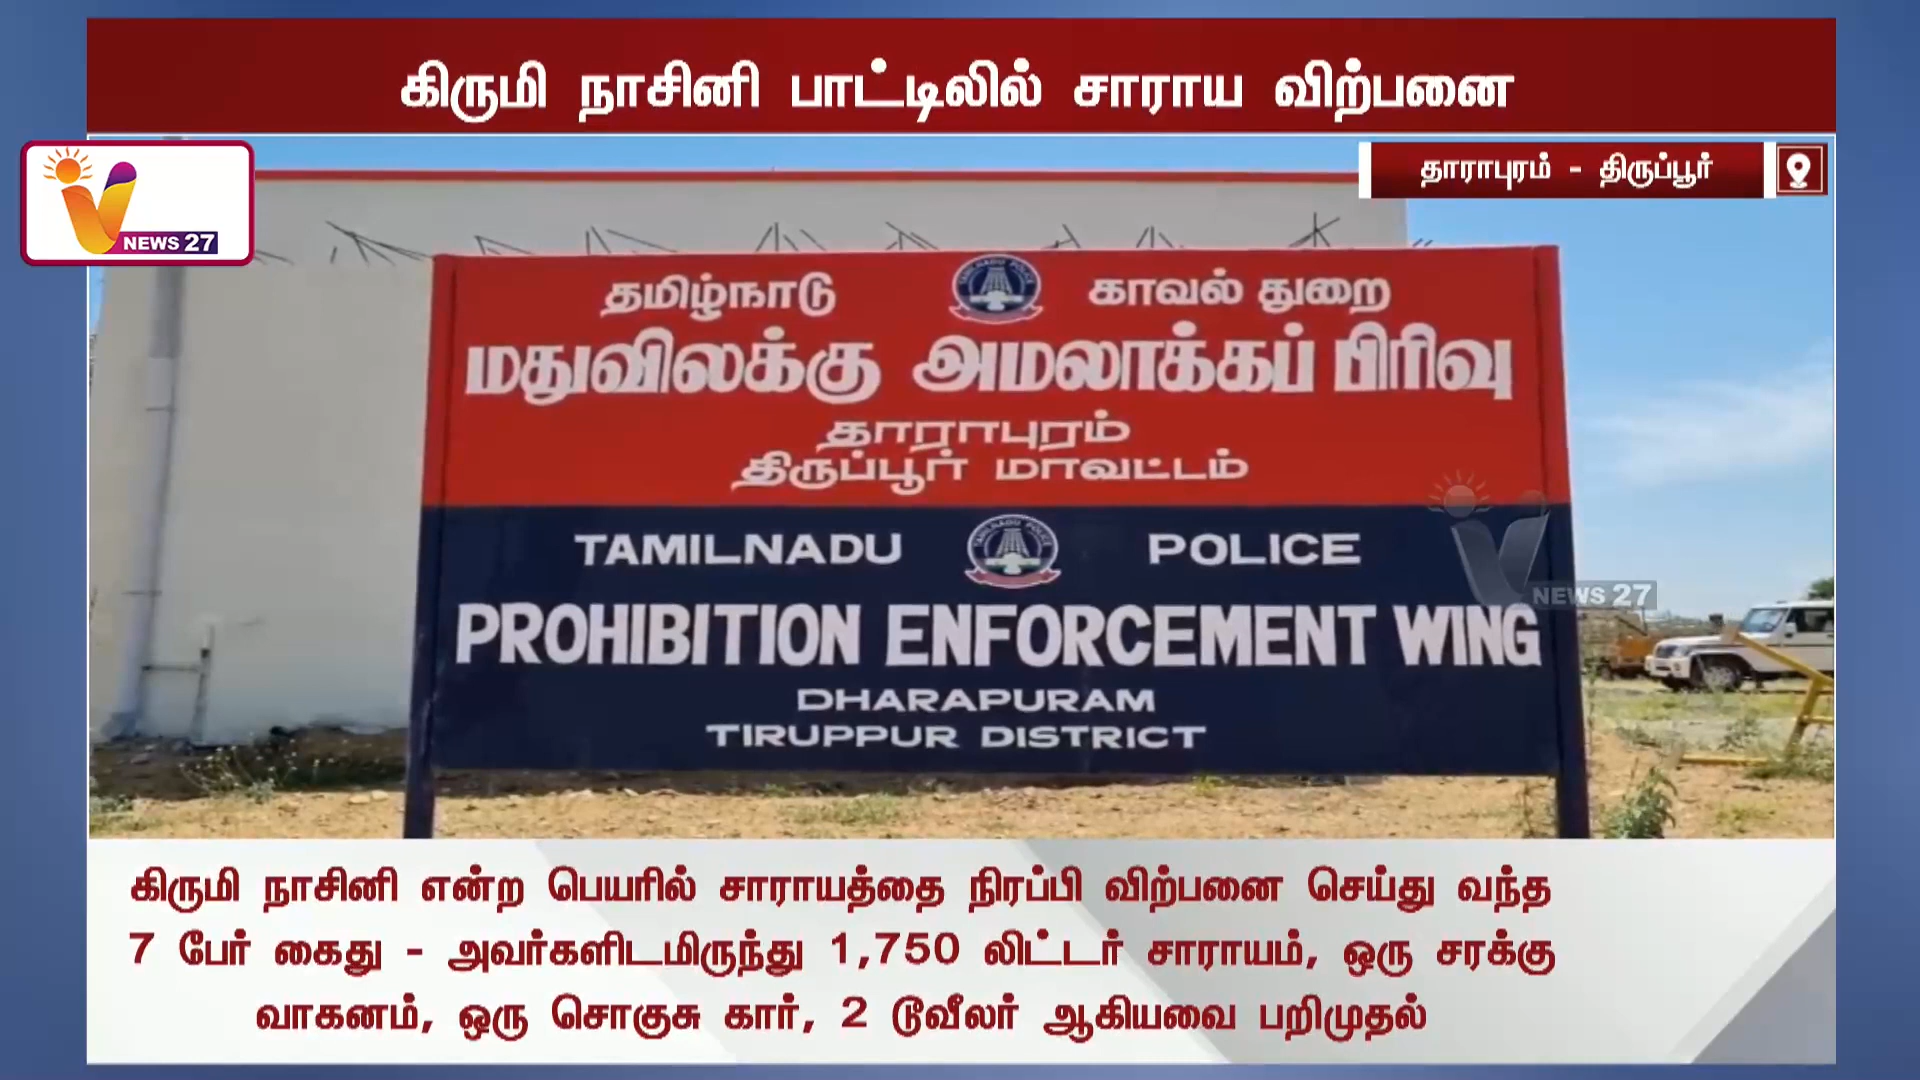 கிருமி நாசினி பாட்டிலில் சாராய விற்பனை
NEWS 27
தாராபுரம் - திருப்பூர்
தமிழ்நாடு காவல் துறை
மதுவிலக்கு அமலாக்கப் பிரிவு
தாராபுரம்
திருப்பூர் மாவட்டம்
TAMILNADU POLICE
NEWS 27
PROHIBITION ENFORCEMENT WING
DHARAPURAM
TIRUPPUR DISTRICT
கிருமி நாசினி என்ற பெயரில் சாராயத்தை நிரப்பி விற்பனை செய்து வந்த
7 பேர் கைது - அவர்களிடமிருந்து 1,750 லிட்டர் சாராயம், ஒரு சரக்கு
வாகனம், ஒரு சொகுசு கார், 2 டூவீலர் ஆகியவை பறிமுதல்